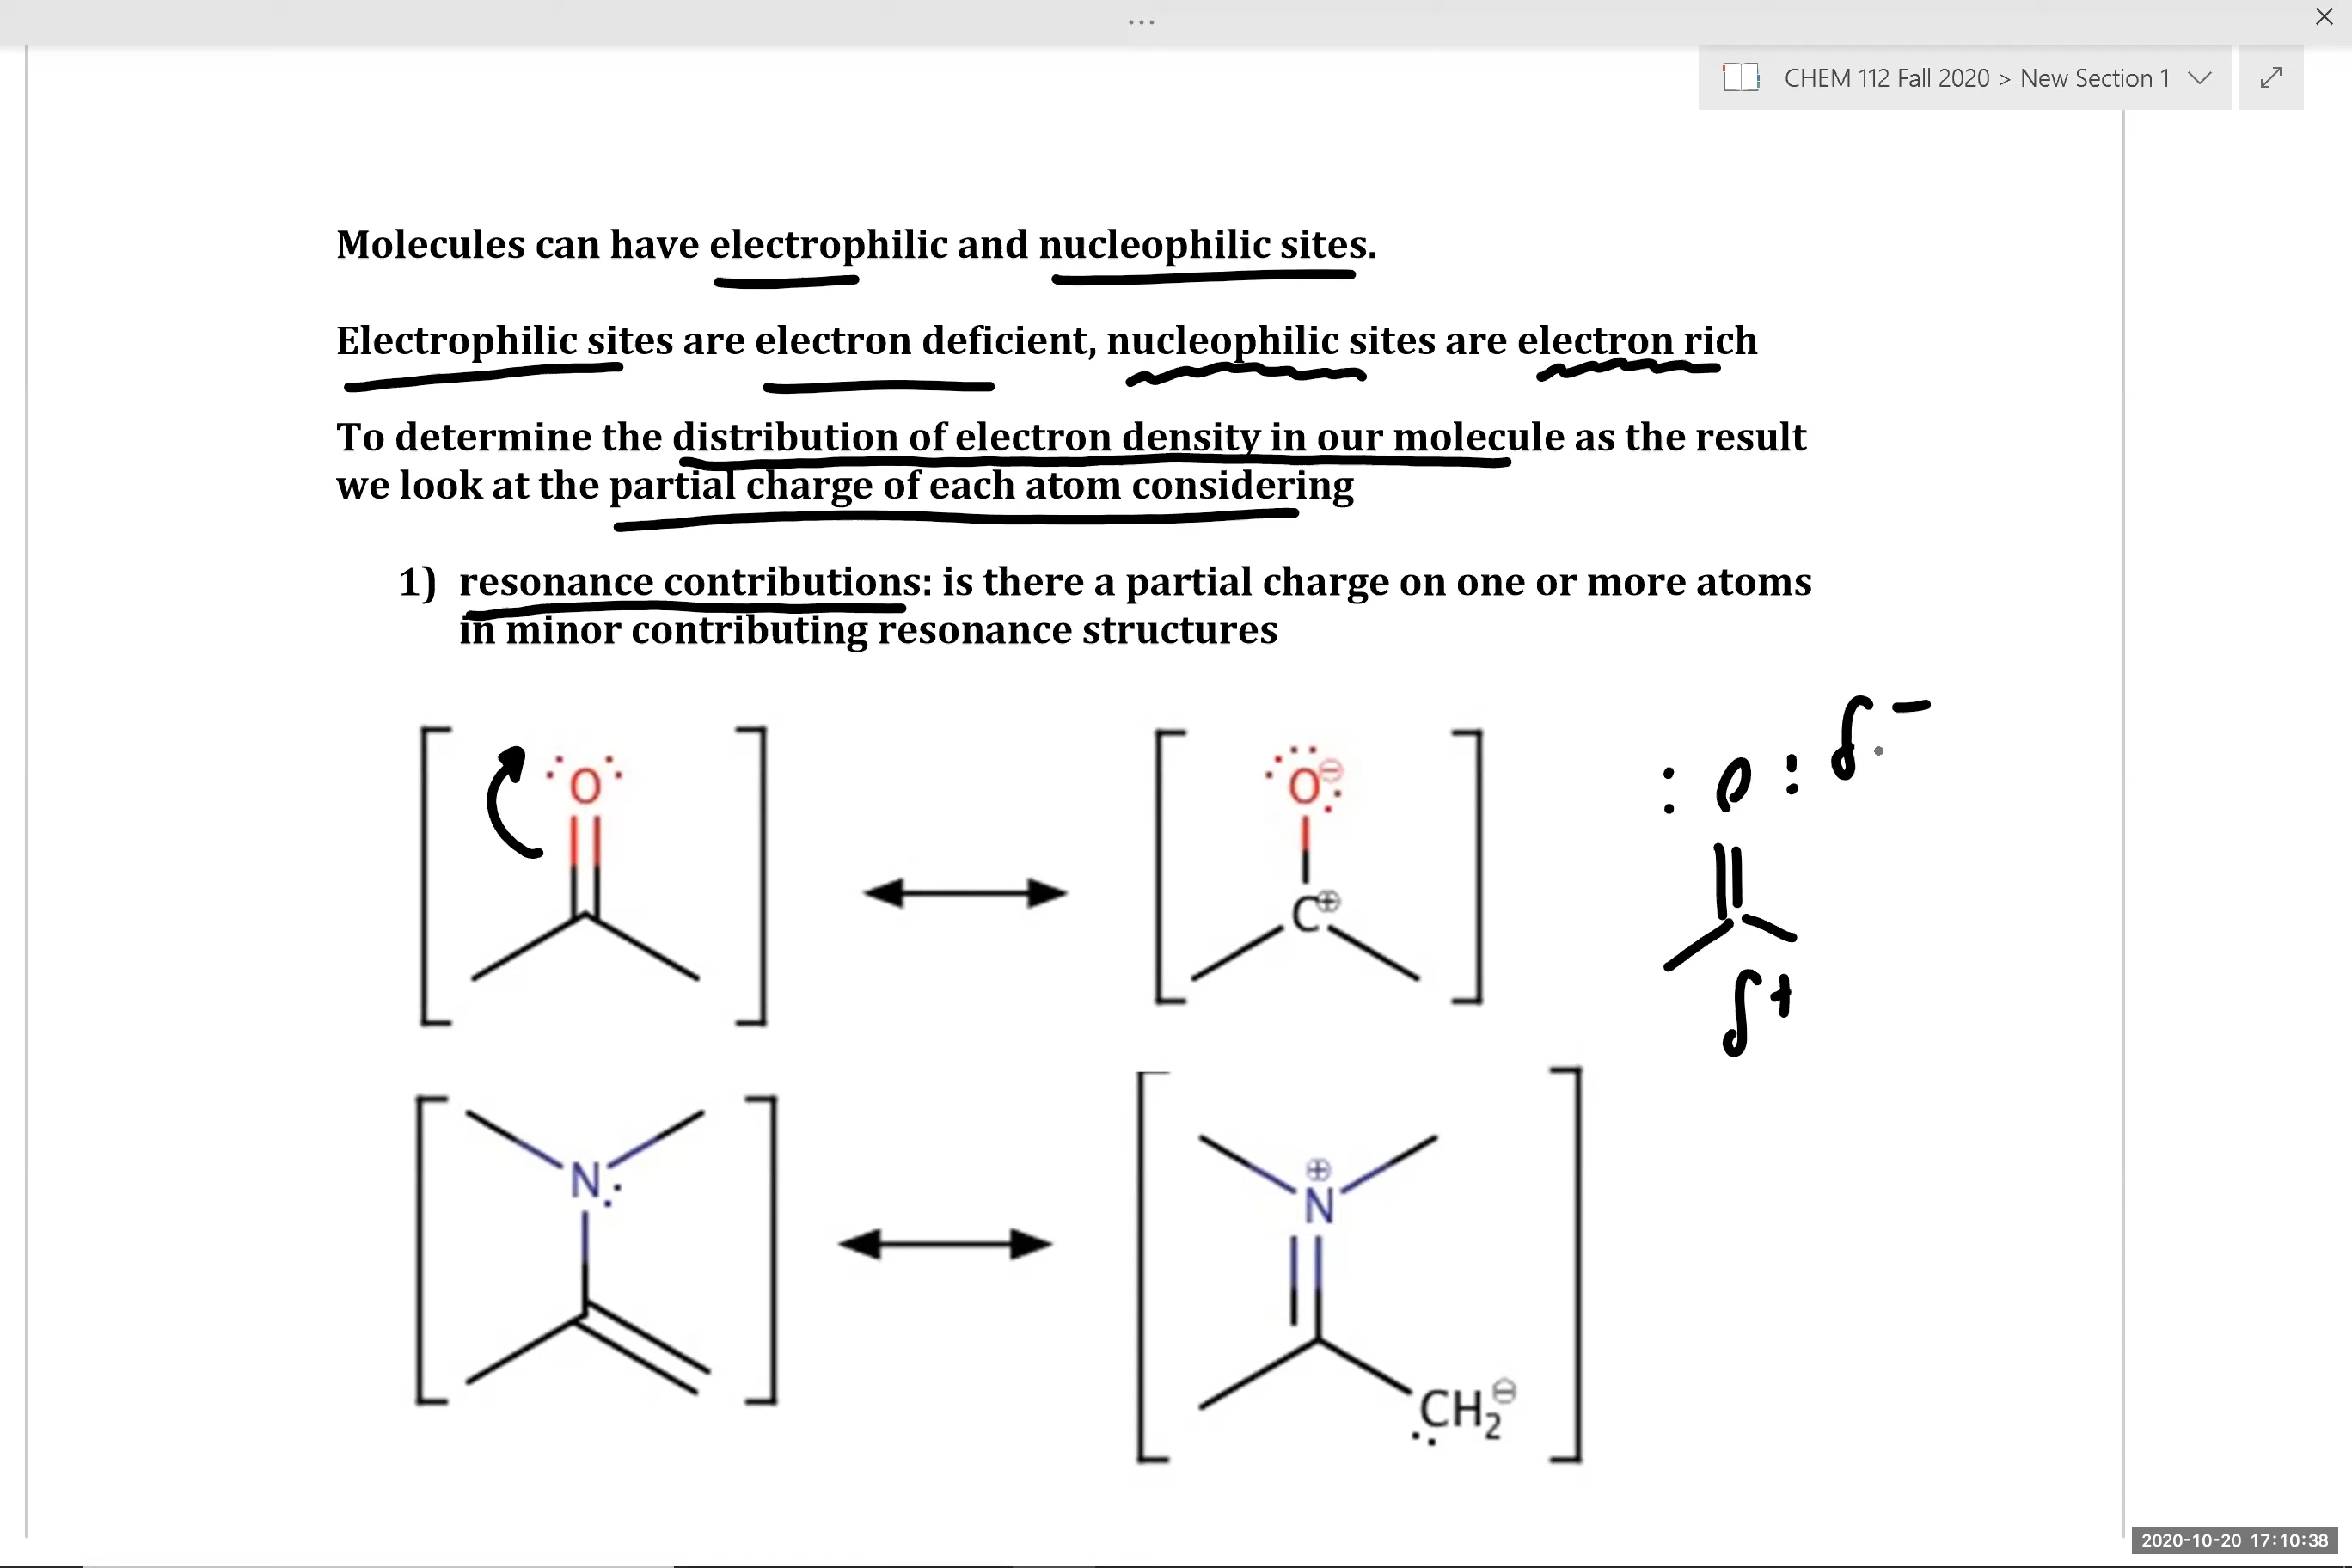 ...
CHEM 112 Fall 2020 > New Section 1
Molecules can have electrophilic and nucleophilic sites.
Electrophilic sites are electron deficient, nucleophilic sites are electron rich
To determine the distribution of electron density in our molecule as the result
we look at the partial charge of each atom considering
1) resonance contributions: is there a partial charge on one or more atoms
in minor contributing resonance structures
O
O⊖
C⊕
:O: δ−
δ+
N:
⊕
N
CH₂⊖
2020-10-20 17:10:38